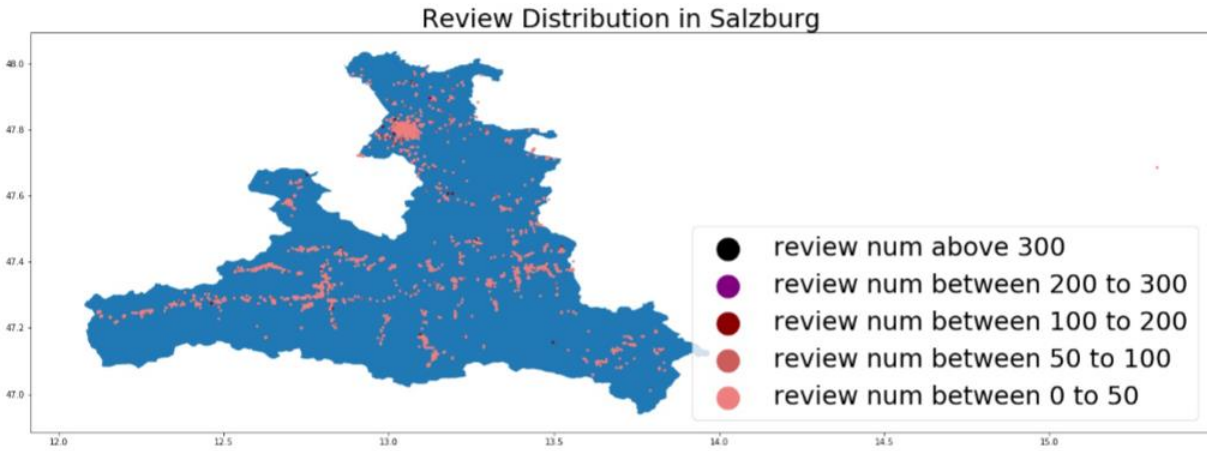 Review Distribution in Salzburg
48.0
47.8
47.6
47.4
47.2
47.0
12.0 12.5 13.0 13.5 14.0 14.5 15.0
review num above 300
review num between 200 to 300
review num between 100 to 200
review num between 50 to 100
review num between 0 to 50